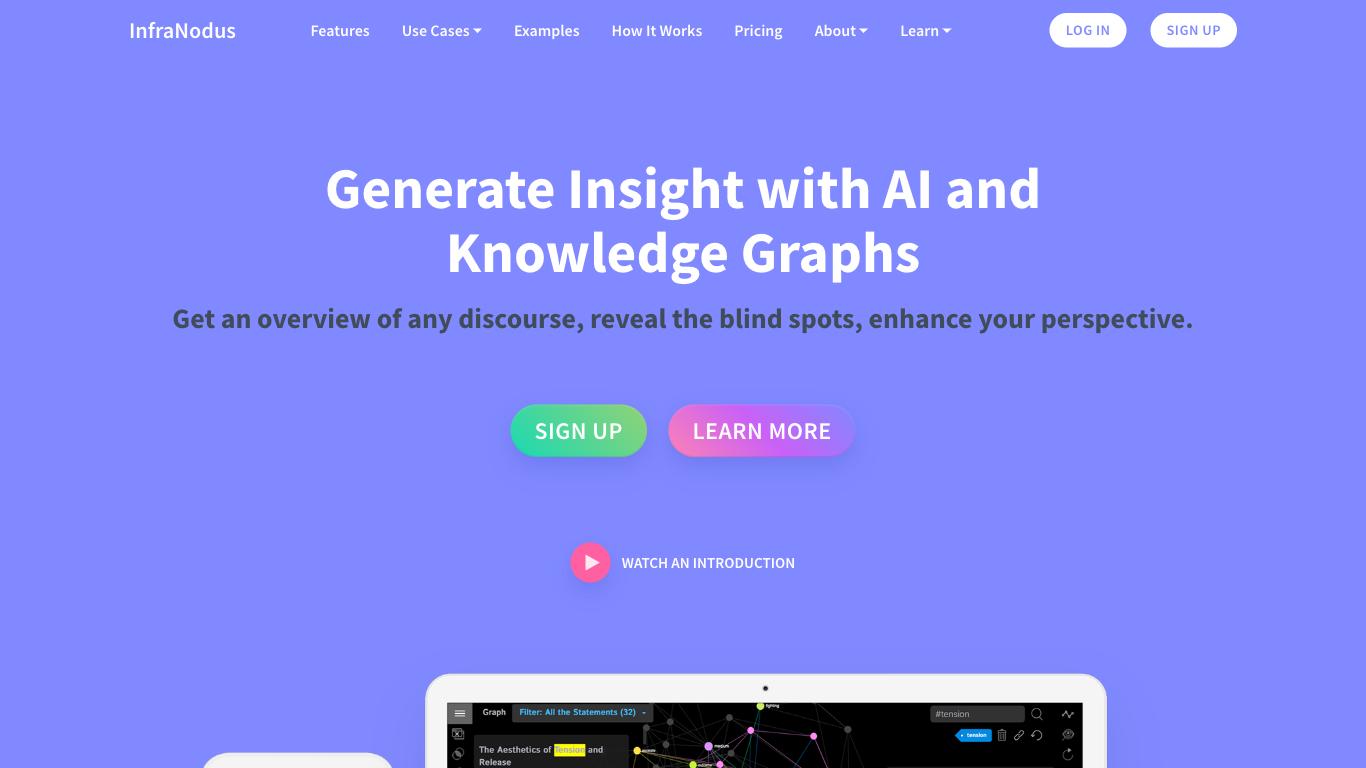 InfraNodus
Features
Use Cases
Examples
How It Works
Pricing
About
Learn
LOG IN
SIGN UP
Generate Insight with AI and
Knowledge Graphs
Get an overview of any discourse, reveal the blind spots, enhance your perspective.
SIGN UP
LEARN MORE
WATCH AN INTRODUCTION
Graph
Filter: All the Statements (32)
fighting
#tension
tension
The Aesthetics of Tension and
Release
medium